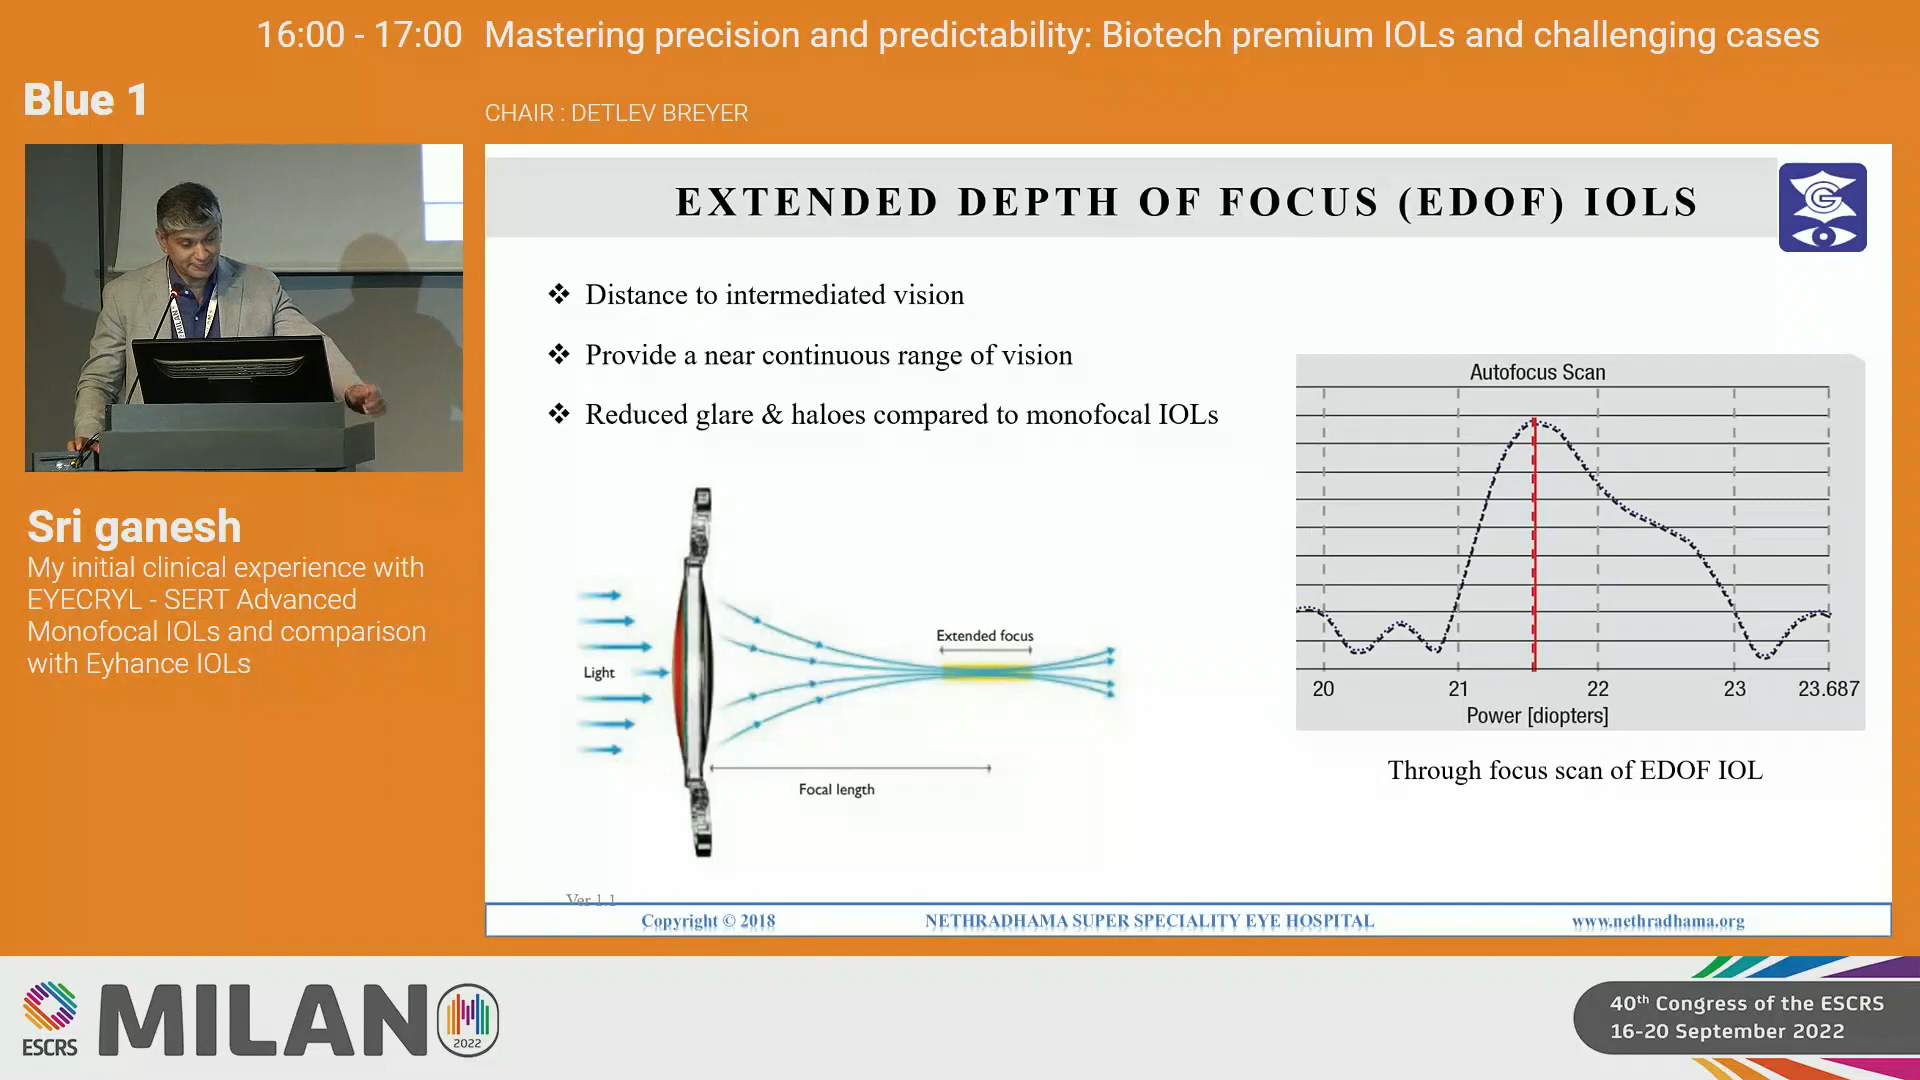 16:00 - 17:00 Mastering precision and predictability: Biotech premium IOLs and challenging cases
Blue 1
CHAIR : DETLEV BREYER
Sri ganesh
My initial clinical experience with
EYECRYL - SERT Advanced
Monofocal IOLs and comparison
with Eyhance IOLs
EXTENDED DEPTH OF FOCUS (EDOF) IOLS
❖ Distance to intermediated vision
❖ Provide a near continuous range of vision
❖ Reduced glare & haloes compared to monofocal IOLs
Light
Extended focus
Focal length
Autofocus Scan
20 21 22 23 23.687
Power [diopters]
Through focus scan of EDOF IOL
Ver 1.1
Copyright © 2018 NETHRADHAMA SUPER SPECIALITY EYE HOSPITAL www.nethradhama.org
ESCRS
MILANO
2022
40th Congress of the ESCRS
16-20 September 2022